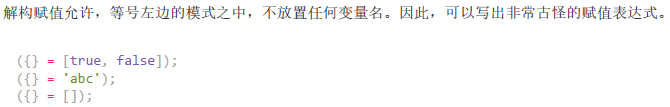 解构赋值允许，等号左边的模式之中，不放置任何变量名。因此，可以写出非常古怪的赋值表达式。
({} = [true, false]);
({} = 'abc');
({} = []);